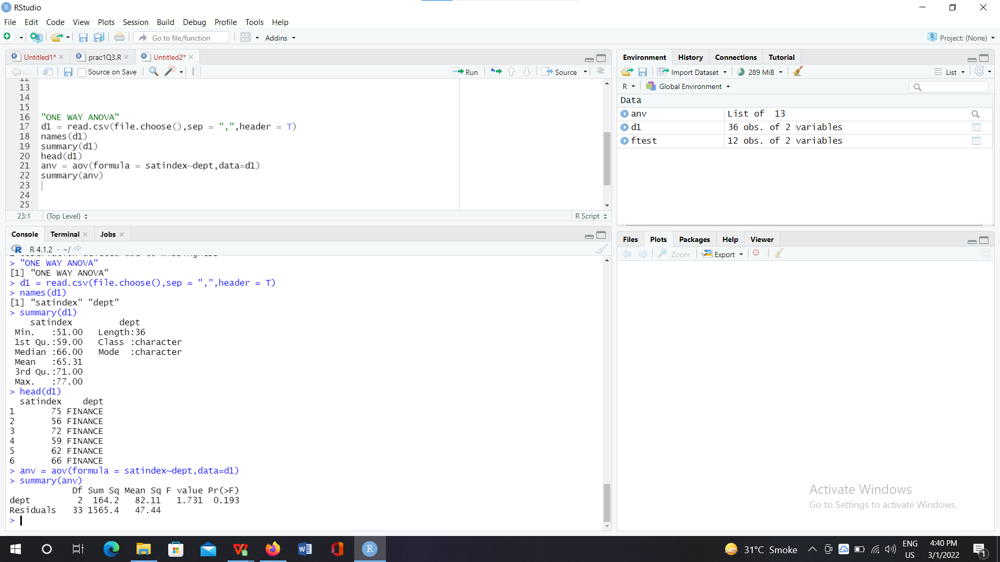 RStudio
File Edit Code View Plots Session Build Debug Profile Tools Help
Go to file/function Addins Project: (None)
Untitled1* prac1Q3.R Untitled2*
Source on Save Run Source
12
13
14
15
16 "ONE WAY ANOVA"
17 d1 = read.csv(file.choose(),sep = ",",header = T)
18 names(d1)
19 summary(d1)
20 head(d1)
21 anv = aov(formula = satindex~dept,data=d1)
22 summary(anv)
23
24
25
23:1 (Top Level) R Script
Console Terminal Jobs
R 4.1.2 · ~/
> "ONE WAY ANOVA"
[1] "ONE WAY ANOVA"
> d1 = read.csv(file.choose(),sep = ",",header = T)
> names(d1)
[1] "satindex" "dept"
> summary(d1)
satindex dept
Min. :51.00 Length:36
1st Qu.:59.00 Class :character
Median :66.00 Mode :character
Mean :65.31
3rd Qu.:71.00
Max. :77.00
> head(d1)
satindex dept
1 75 FINANCE
2 56 FINANCE
3 72 FINANCE
4 59 FINANCE
5 62 FINANCE
6 66 FINANCE
> anv = aov(formula = satindex~dept,data=d1)
> summary(anv)
Df Sum Sq Mean Sq F value Pr(>F)
dept 2 164.2 82.11 1.731 0.193
Residuals 33 1565.4 47.44
>
Environment History Connections Tutorial
Import Dataset 289 MiB List
R Global Environment
Data
anv List of 13
d1 36 obs. of 2 variables
ftest 12 obs. of 2 variables
Files Plots Packages Help Viewer
Zoom Export
Activate Windows
Go to Settings to activate Windows.
31°C Smoke ENG US 4:40 PM 3/1/2022 1